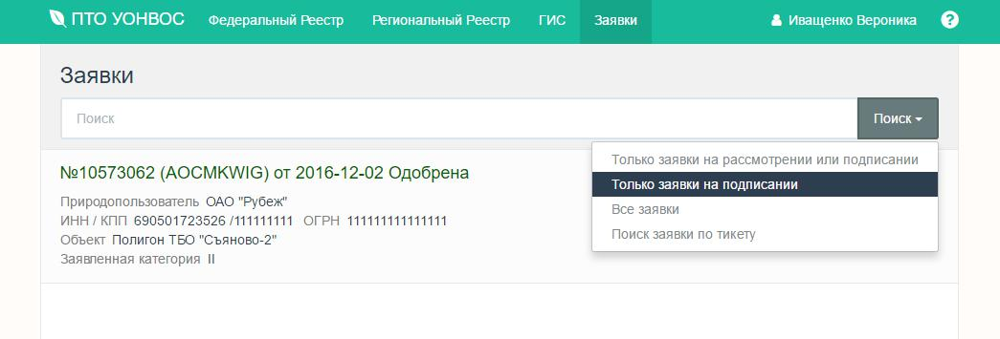 ПТО УОНВОС Федеральный Реестр Региональный Реестр ГИС Заявки Иващенко Вероника ?
Заявки
Поиск Поиск
Только заявки на рассмотрении или подписании
Только заявки на подписании
Все заявки
Поиск заявки по тикету
№10573062 (AOCMKWIG) от 2016-12-02 Одобрена
Природопользователь ОАО "Рубеж"
ИНН / КПП 690501723526 /111111111 ОГРН 111111111111111
Объект Полигон ТБО "Съяново-2"
Заявленная категория II